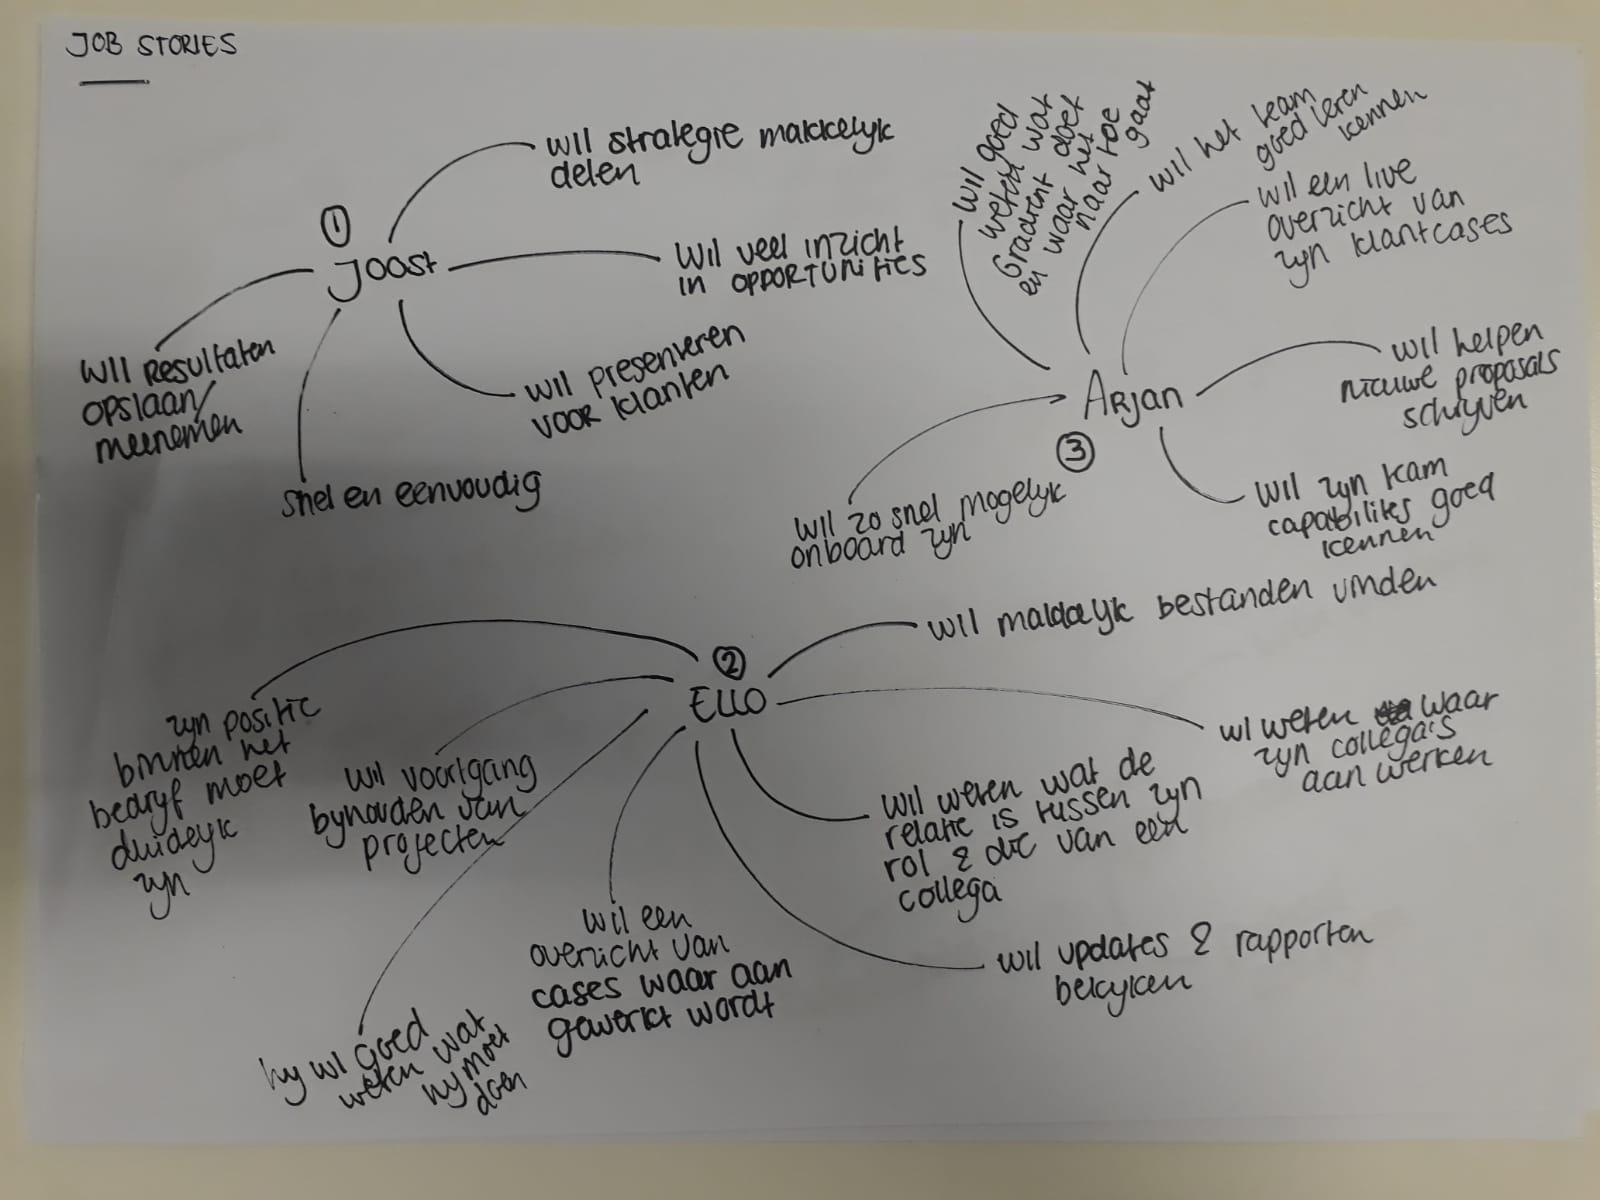 JOB STORIES
①
Joost
wil strategie makkelijk
delen
wil veel inzicht
in opportunities
wil presenteren
voor klanten
snel en eenvoudig
wil resultaten
opslaan/
meenemen
③
Arjan
wil goed
weten wat
Gradient doet
en waar het
naar toe
gaat
wil het team
goed leren
kennen
wil een live
overzicht van
zijn klantcases
wil helpen
nieuwe proposals
schrijven
wil zijn team
capabilities goed
kennen
wil zo snel mogelijk
onboard zijn
②
Ello
wil makkelijk bestanden vinden
wil weten waar
zijn collega's
aan werken
wil weten wat de
relatie is tussen zijn
rol & die van een
collega
wil updates & rapporten
bekijken
wil een
overzicht van
cases waar aan
gewerkt wordt
hij wil goed
weten wat
hij moet
doen
wil voortgang
bijhouden van
projecten
zijn positie
binnen het
bedrijf moet
duidelijk
zijn